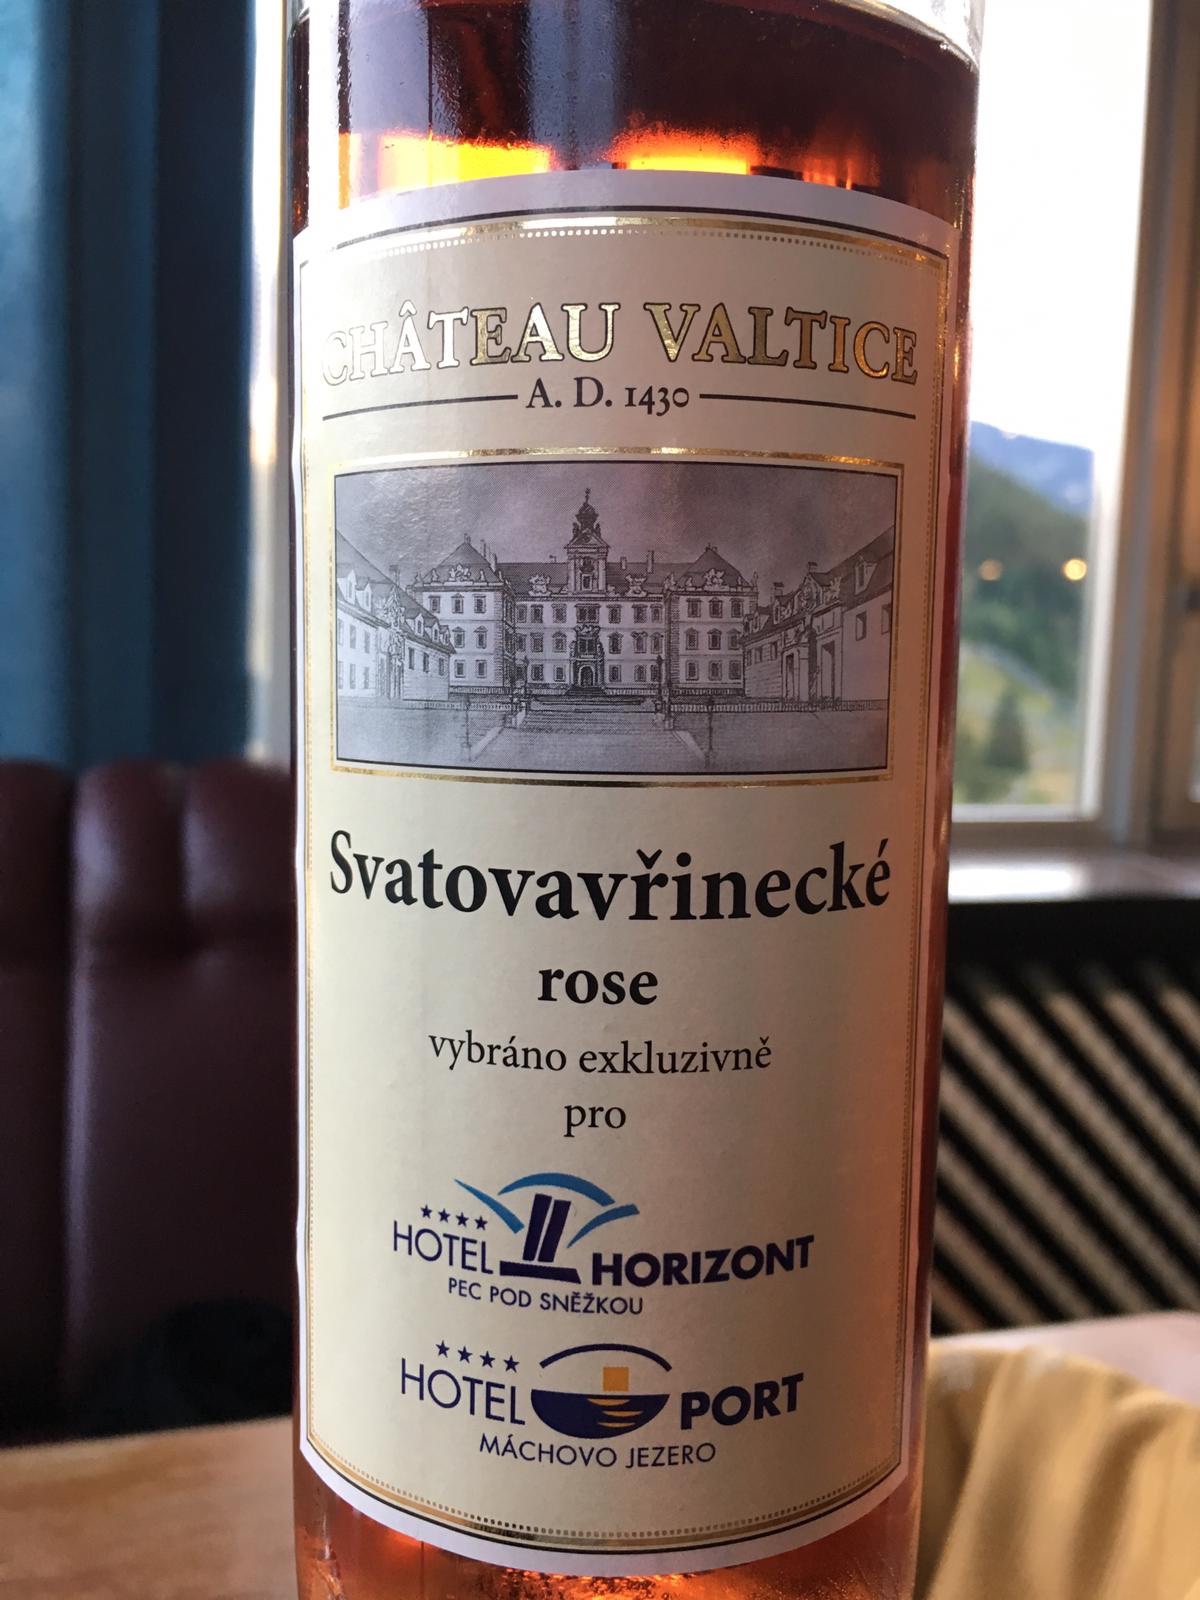 CHÂTEAU VALTICE
A. D. 1430
Svatovavřinecké
rose
vybráno exkluzivně
pro
HOTEL HORIZONT
PEC POD SNĚŽKOU
HOTEL PORT
MÁCHOVO JEZERO